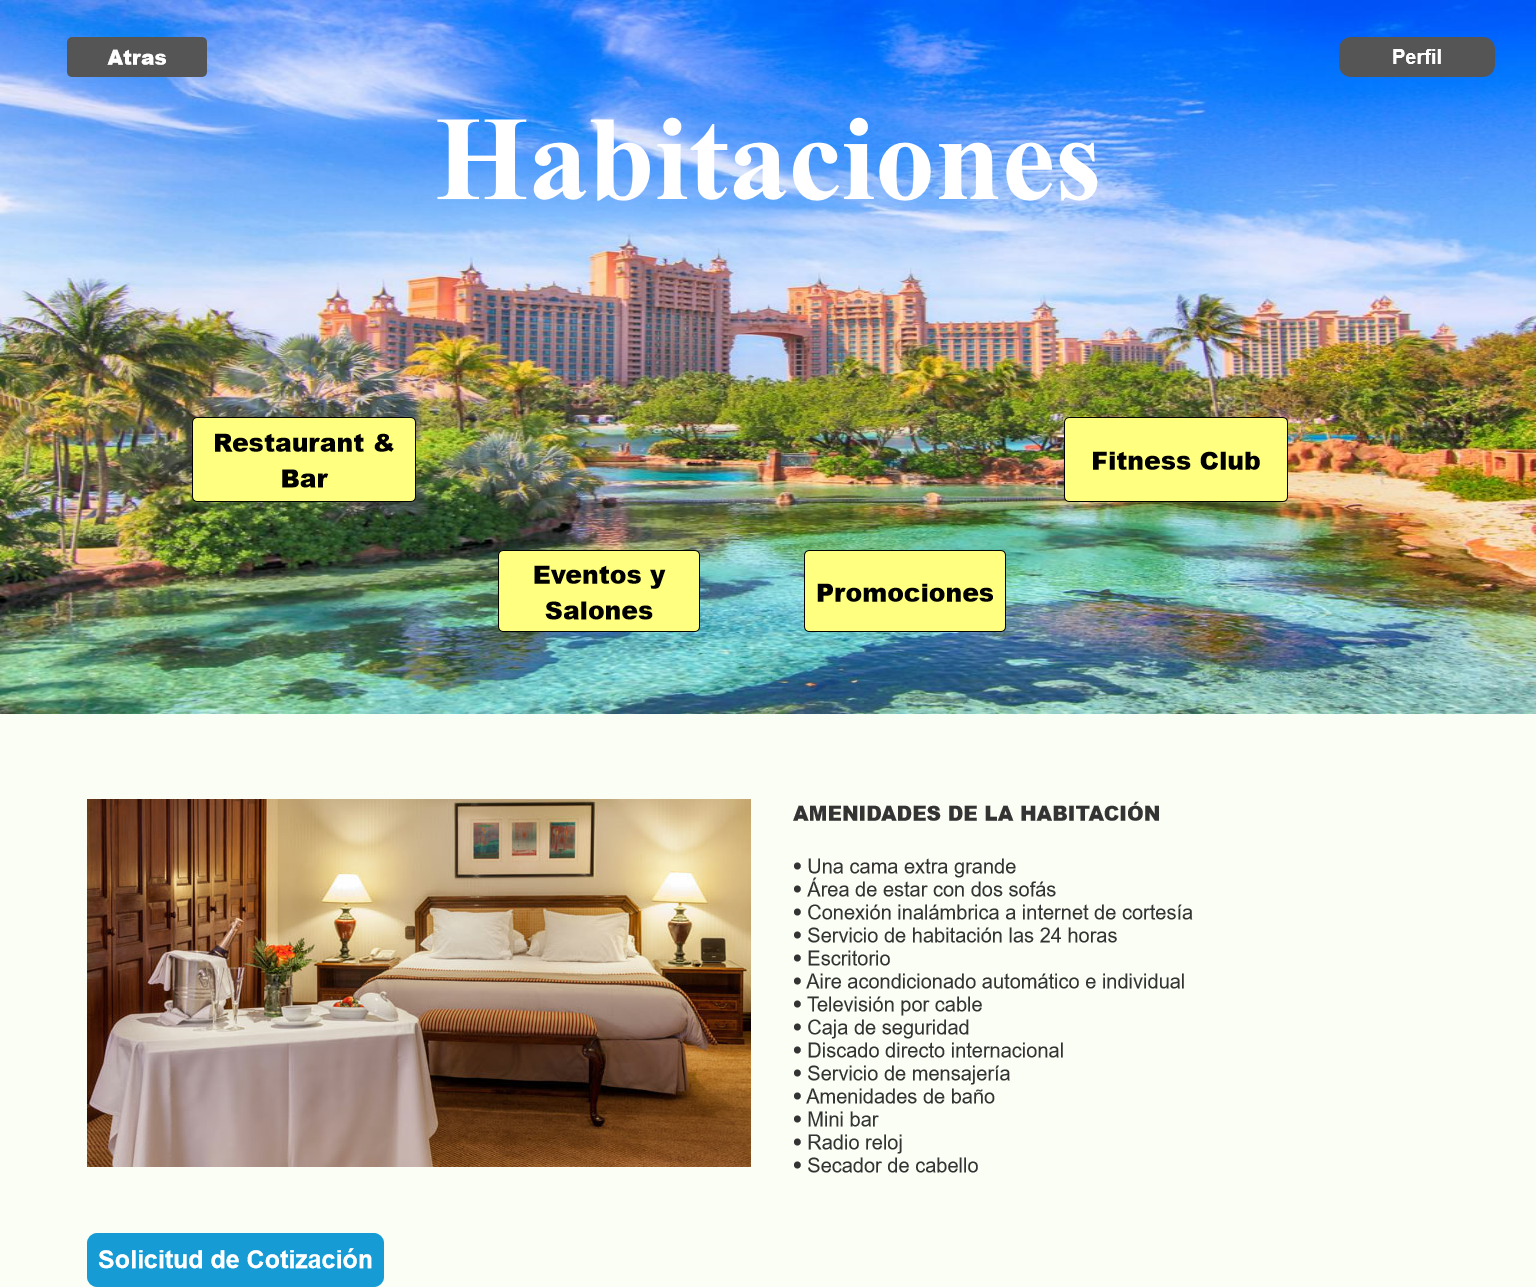 Atras
Perfil
Habitaciones
Restaurant &
Bar
Fitness Club
Eventos y
Salones
Promociones
AMENIDADES DE LA HABITACIÓN
• Una cama extra grande
• Área de estar con dos sofás
• Conexión inalámbrica a internet de cortesía
• Servicio de habitación las 24 horas
• Escritorio
• Aire acondicionado automático e individual
• Televisión por cable
• Caja de seguridad
• Discado directo internacional
• Servicio de mensajería
• Amenidades de baño
• Mini bar
• Radio reloj
• Secador de cabello
Solicitud de Cotización